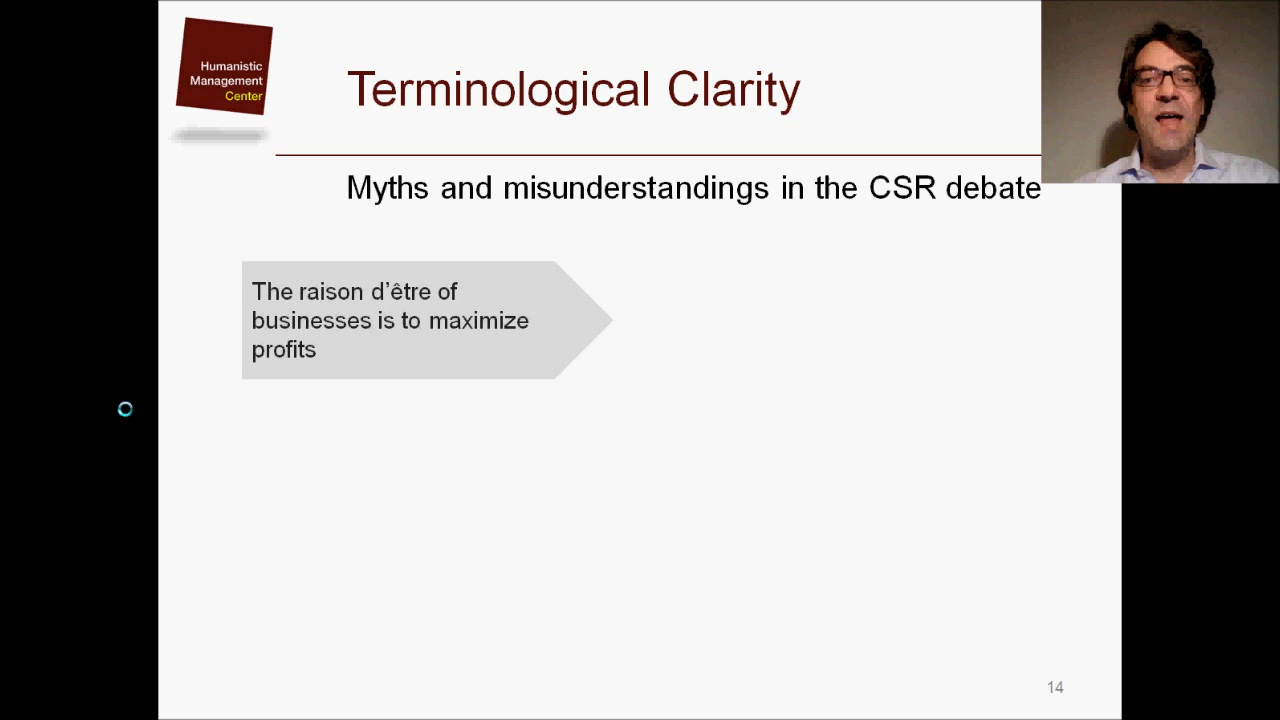 Humanistic
Management
Center
Terminological Clarity
Myths and misunderstandings in the CSR debate
The raison d’être of
businesses is to maximize
profits
14